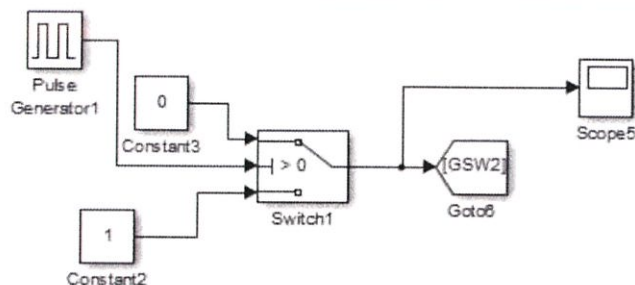 Pulse
Generator1
0
Constant3
> 0
Switch1
1
Constant2
[GSW2]
Goto6
Scope5